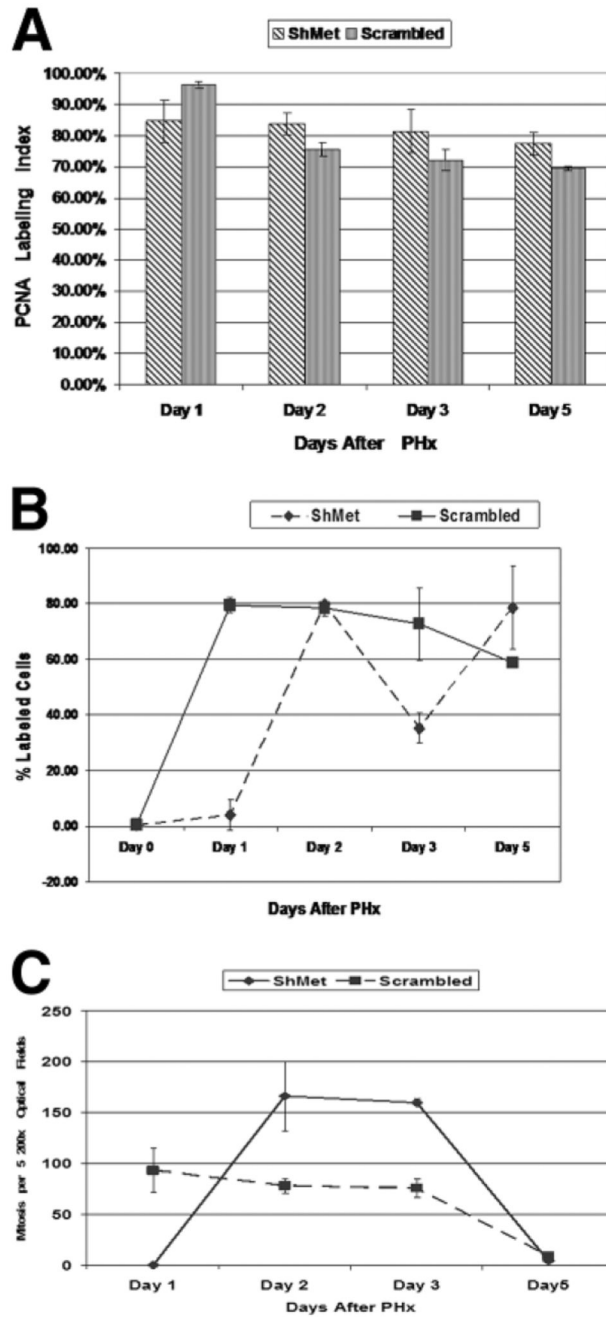 A
ShMet Scrambled
PCNA Labeling Index
100.00%
90.00%
80.00%
70.00%
60.00%
50.00%
40.00%
30.00%
20.00%
10.00%
0.00%
Day 1 Day 2 Day 3 Day 5
Days After PHx
B
ShMet Scrambled
% Labeled Cells
100.00
80.00
60.00
40.00
20.00
0.00
-20.00
Day 0 Day 1 Day 2 Day 3 Day 5
Days After PHx
C
ShMet Scrambled
Mitosis per 5 200x Optical Fields
250
200
150
100
50
0
Day 1 Day 2 Day 3 Day5
Days After PHx